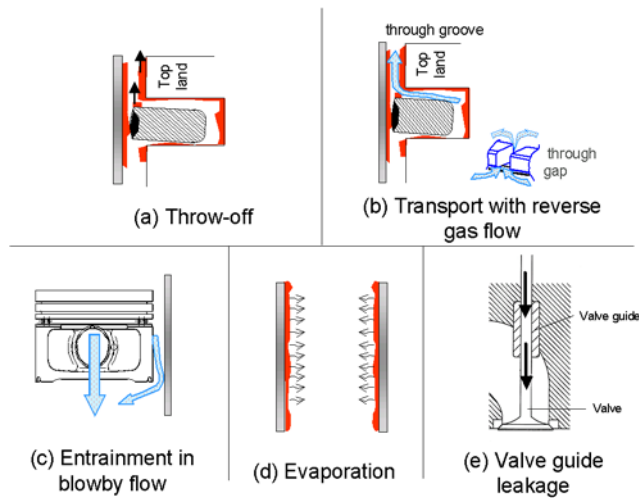 Top
land
(a) Throw-off
through groove
Top
land
through
gap
(b) Transport with reverse
gas flow
(c) Entrainment in
blowby flow
(d) Evaporation
Valve guide
Valve
(e) Valve guide
leakage